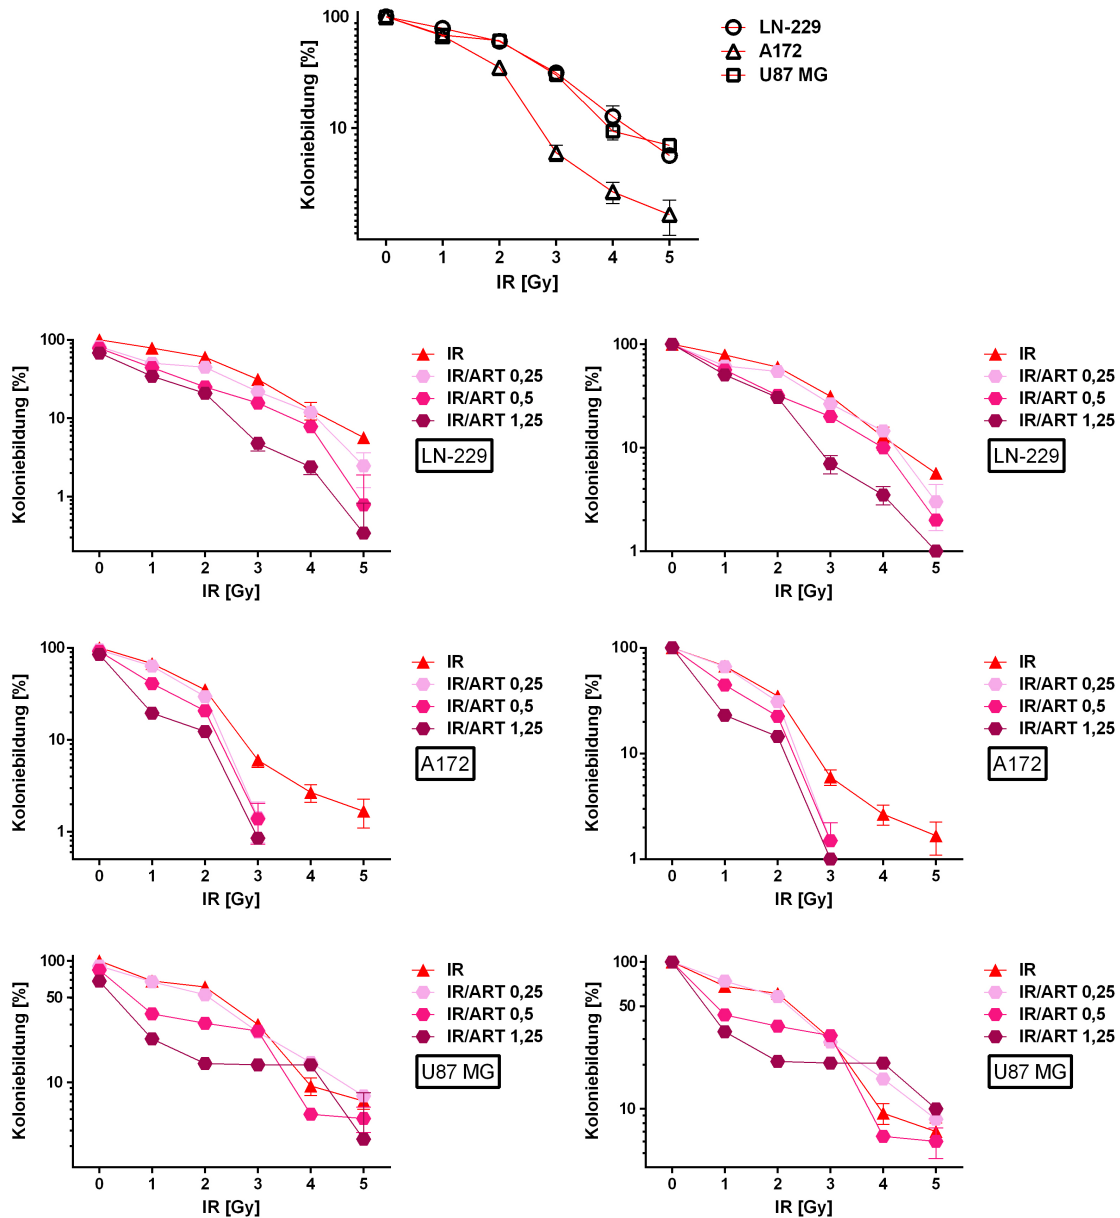 100
10
Koloniebildung [%]
0 1 2 3 4 5
IR [Gy]
LN-229
A172
U87 MG
100
10
1
Koloniebildung [%]
0 1 2 3 4 5
IR [Gy]
IR
IR/ART 0,25
IR/ART 0,5
IR/ART 1,25
LN-229
100
10
1
Koloniebildung [%]
0 1 2 3 4 5
IR [Gy]
IR
IR/ART 0,25
IR/ART 0,5
IR/ART 1,25
LN-229
100
10
1
Koloniebildung [%]
0 1 2 3 4 5
IR [Gy]
IR
IR/ART 0,25
IR/ART 0,5
IR/ART 1,25
A172
100
10
1
Koloniebildung [%]
0 1 2 3 4 5
IR [Gy]
IR
IR/ART 0,25
IR/ART 0,5
IR/ART 1,25
A172
100
50
10
Koloniebildung [%]
0 1 2 3 4 5
IR [Gy]
IR
IR/ART 0,25
IR/ART 0,5
IR/ART 1,25
U87 MG
100
50
10
Koloniebildung [%]
0 1 2 3 4 5
IR [Gy]
IR
IR/ART 0,25
IR/ART 0,5
IR/ART 1,25
U87 MG